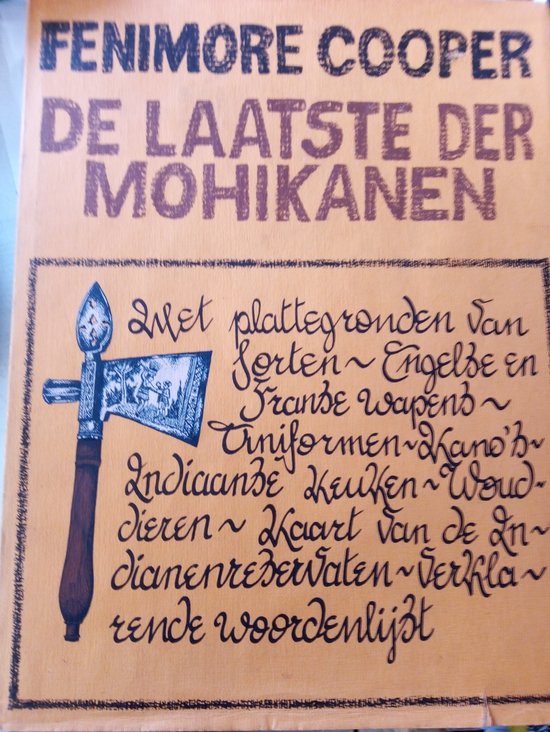 FENIMORE COOPER
DE LAATSTE DER
MOHIKANEN
Met plattegronden van
forten ~ Engelse en
Franse wapens ~
Uniformen ~ Kano's ~
Indiaanse keuken ~ Woud-
dieren ~ Kaart van de In-
dianenreservaten ~ Verkla-
rende woordenlijst